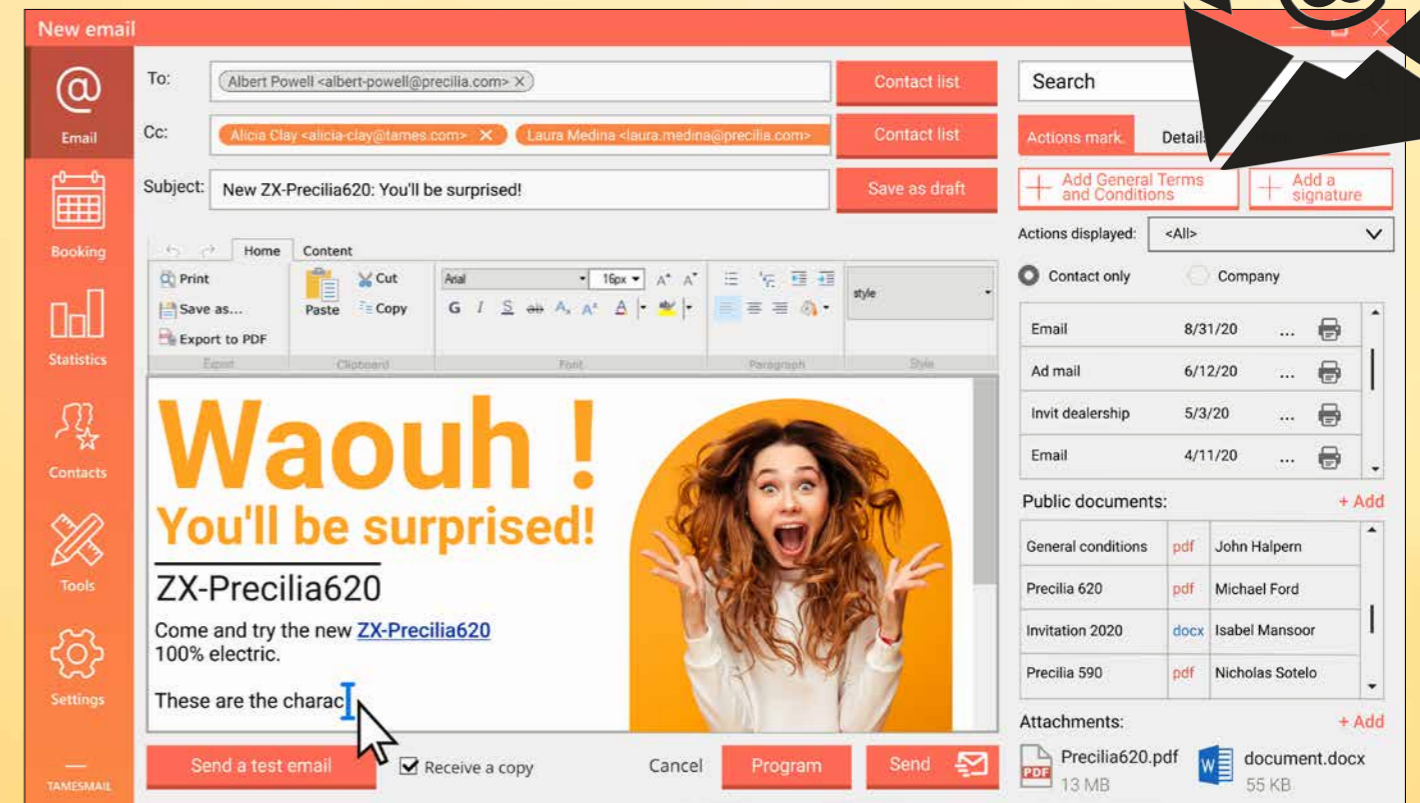 New email
@
Email
Booking
Statistics
Contacts
Tools
Settings
TAMESMAIL
To:
Albert Powell <albert-powell@precilia.com> X
Contact list
Cc:
Alicia Clay <alicia-clay@tames.com> X
Laura Medina <laura.medina@precilia.com>
Contact list
Subject:
New ZX-Precilia620: You'll be surprised!
Save as draft
Home
Content
Print
Save as...
Export to PDF
Export
Paste
Cut
Copy
Clipboard
Arial
16px
A A
G I S ab A A A ab
Font
Paragraph
style
Style
Waouh !
You'll be surprised!
ZX-Precilia620
Come and try the new ZX-Precilia620
100% electric.
These are the charac
Send a test email
Receive a copy
Cancel
Program
Send
Search
Actions mark.
+ Add General Terms
and Conditions
+ Add a
signature
Actions displayed:
<All>
Contact only
Company
Email 8/31/20 ...
Ad mail 6/12/20 ...
Invit dealership 5/3/20 ...
Email 4/11/20 ...
Public documents:
+ Add
General conditions pdf John Halpern
Precilia 620 pdf Michael Ford
Invitation 2020 docx Isabel Mansoor
Precilia 590 pdf Nicholas Sotelo
Attachments:
+ Add
PDF
Precilia620.pdf
13 MB
W
document.docx
55 KB